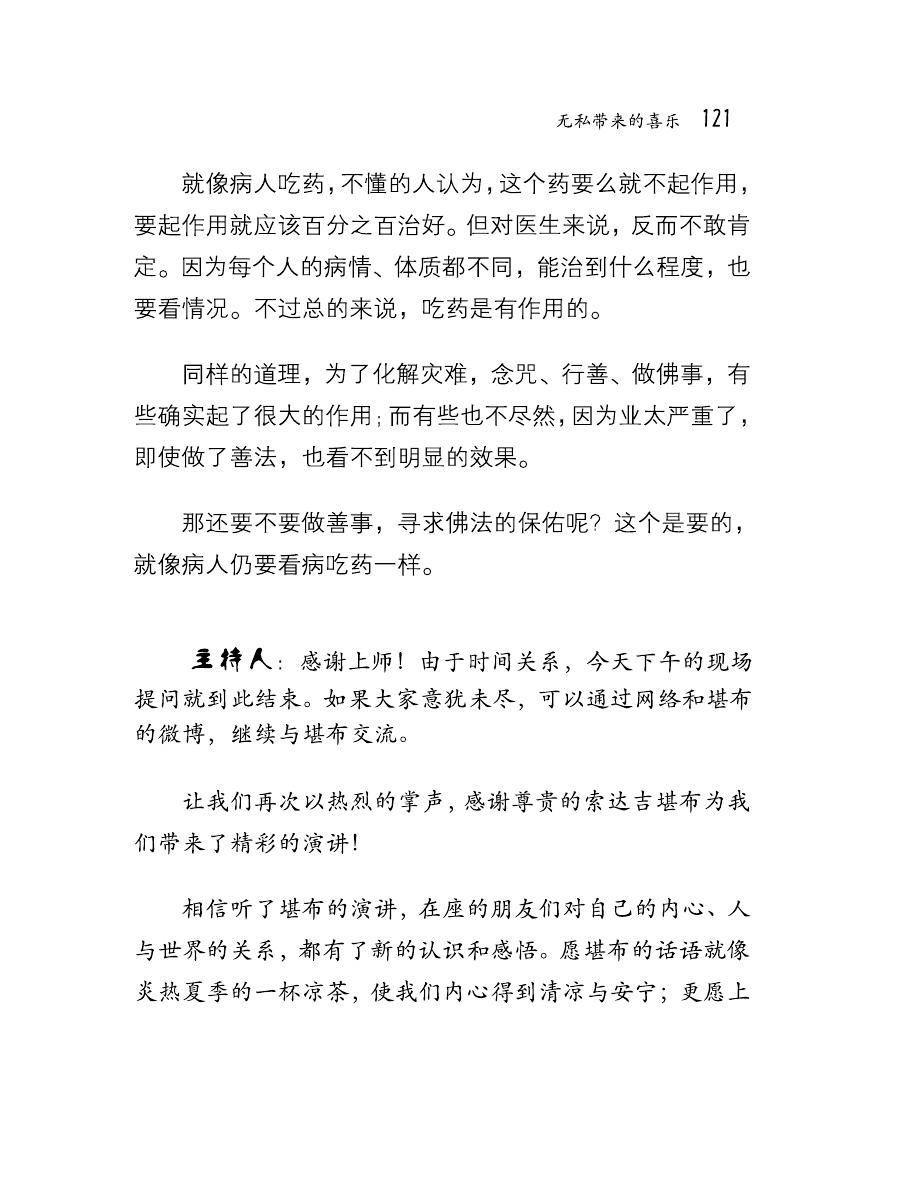 无私带来的喜乐 121
就像病人吃药，不懂的人认为，这个药要么就不起作用，
要起作用就应该百分之百治好。但对医生来说，反而不敢肯
定。因为每个人的病情、体质都不同，能治到什么程度，也
要看情况。不过总的来说，吃药是有作用的。
同样的道理，为了化解灾难，念咒、行善、做佛事，有
些确实起了很大的作用；而有些也不尽然，因为业太严重了，
即使做了善法，也看不到明显的效果。
那还要不要做善事，寻求佛法的保佑呢？这个是要的，
就像病人仍要看病吃药一样。
主持人：感谢上师！由于时间关系，今天下午的现场
提问就到此结束。如果大家意犹未尽，可以通过网络和堪布
的微博，继续与堪布交流。
让我们再次以热烈的掌声，感谢尊贵的索达吉堪布为我
们带来了精彩的演讲！
相信听了堪布的演讲，在座的朋友们对自己的内心、人
与世界的关系，都有了新的认识和感悟。愿堪布的话语就像
炎热夏季的一杯凉茶，使我们内心得到清凉与安宁；更愿上